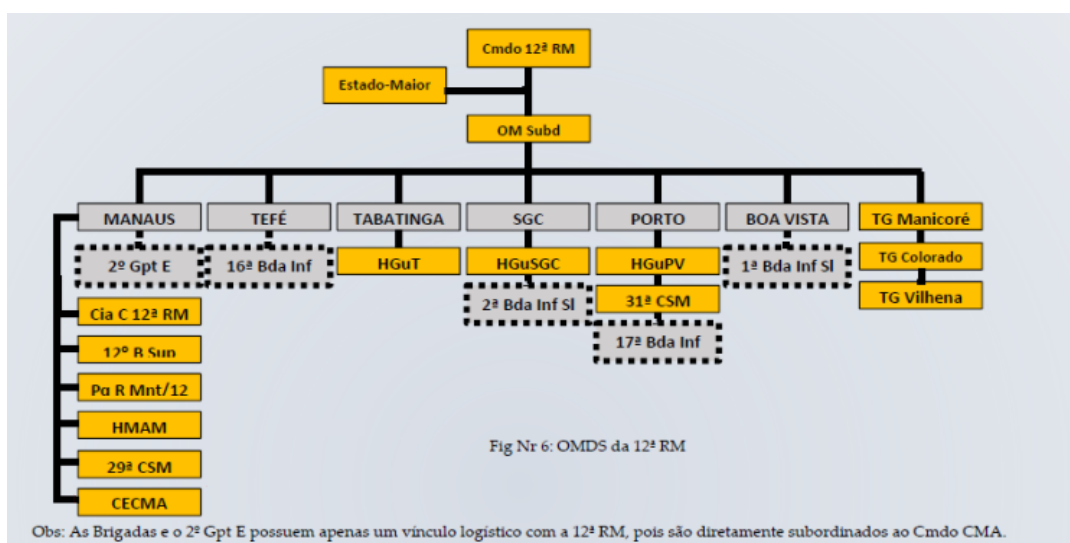 Cmdo 12ª RM
Estado-Maior
OM Subd
MANAUS
TEFÉ
TABATINGA
SGC
PORTO
BOA VISTA
TG Manicoré
2º Gpt E
16ª Bda Inf
HGuT
HGuSGC
HGuPV
1ª Bda Inf Sl
TG Colorado
2ª Bda Inf Sl
31ª CSM
TG Vilhena
17ª Bda Inf
Cia C 12ª RM
12º B Sup
Pq R Mnt/12
HMAM
29ª CSM
CECMA
Fig Nr 6: OMDS da 12ª RM
Obs: As Brigadas e o 2º Gpt E possuem apenas um vínculo logístico com a 12ª RM, pois são diretamente subordinados ao Cmdo CMA.